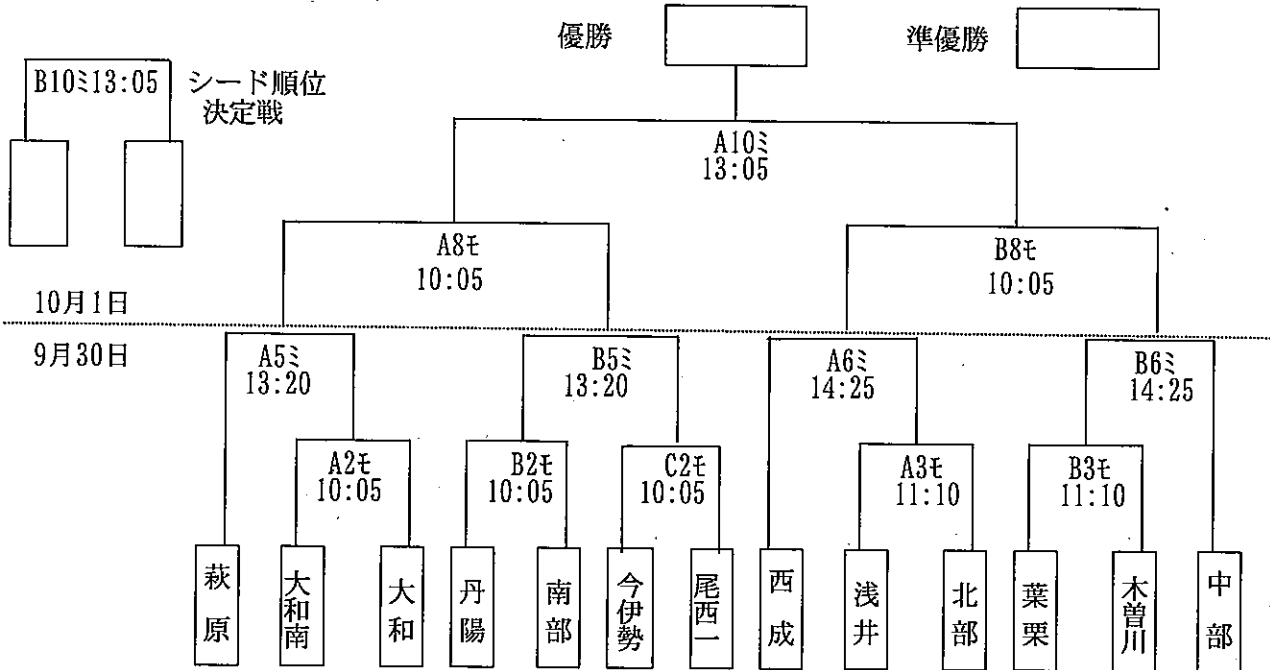 優勝
準優勝
B10ミ13:05
シード順位
決定戦
A10ミ
13:05
A8モ
10:05
B8モ
10:05
10月1日
9月30日
A5ミ
13:20
B5ミ
13:20
A6ミ
14:25
B6ミ
14:25
A2モ
10:05
B2モ
10:05
C2モ
10:05
A3モ
11:10
B3モ
11:10
萩原
大和南
大和
丹陽
南部
今伊勢
尾西一
西成
浅井
北部
葉栗
木曽川
中部